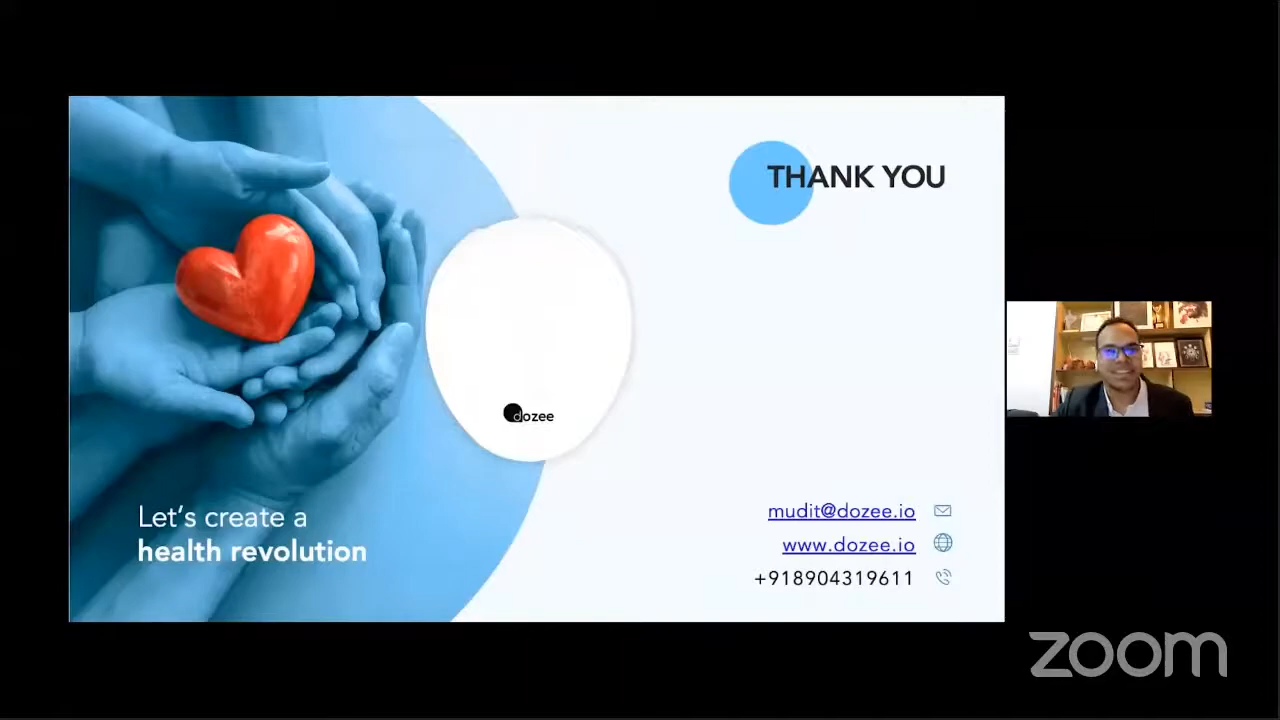 THANK YOU
dozee
Let's create a
health revolution
mudit@dozee.io
www.dozee.io
+918904319611
zoom